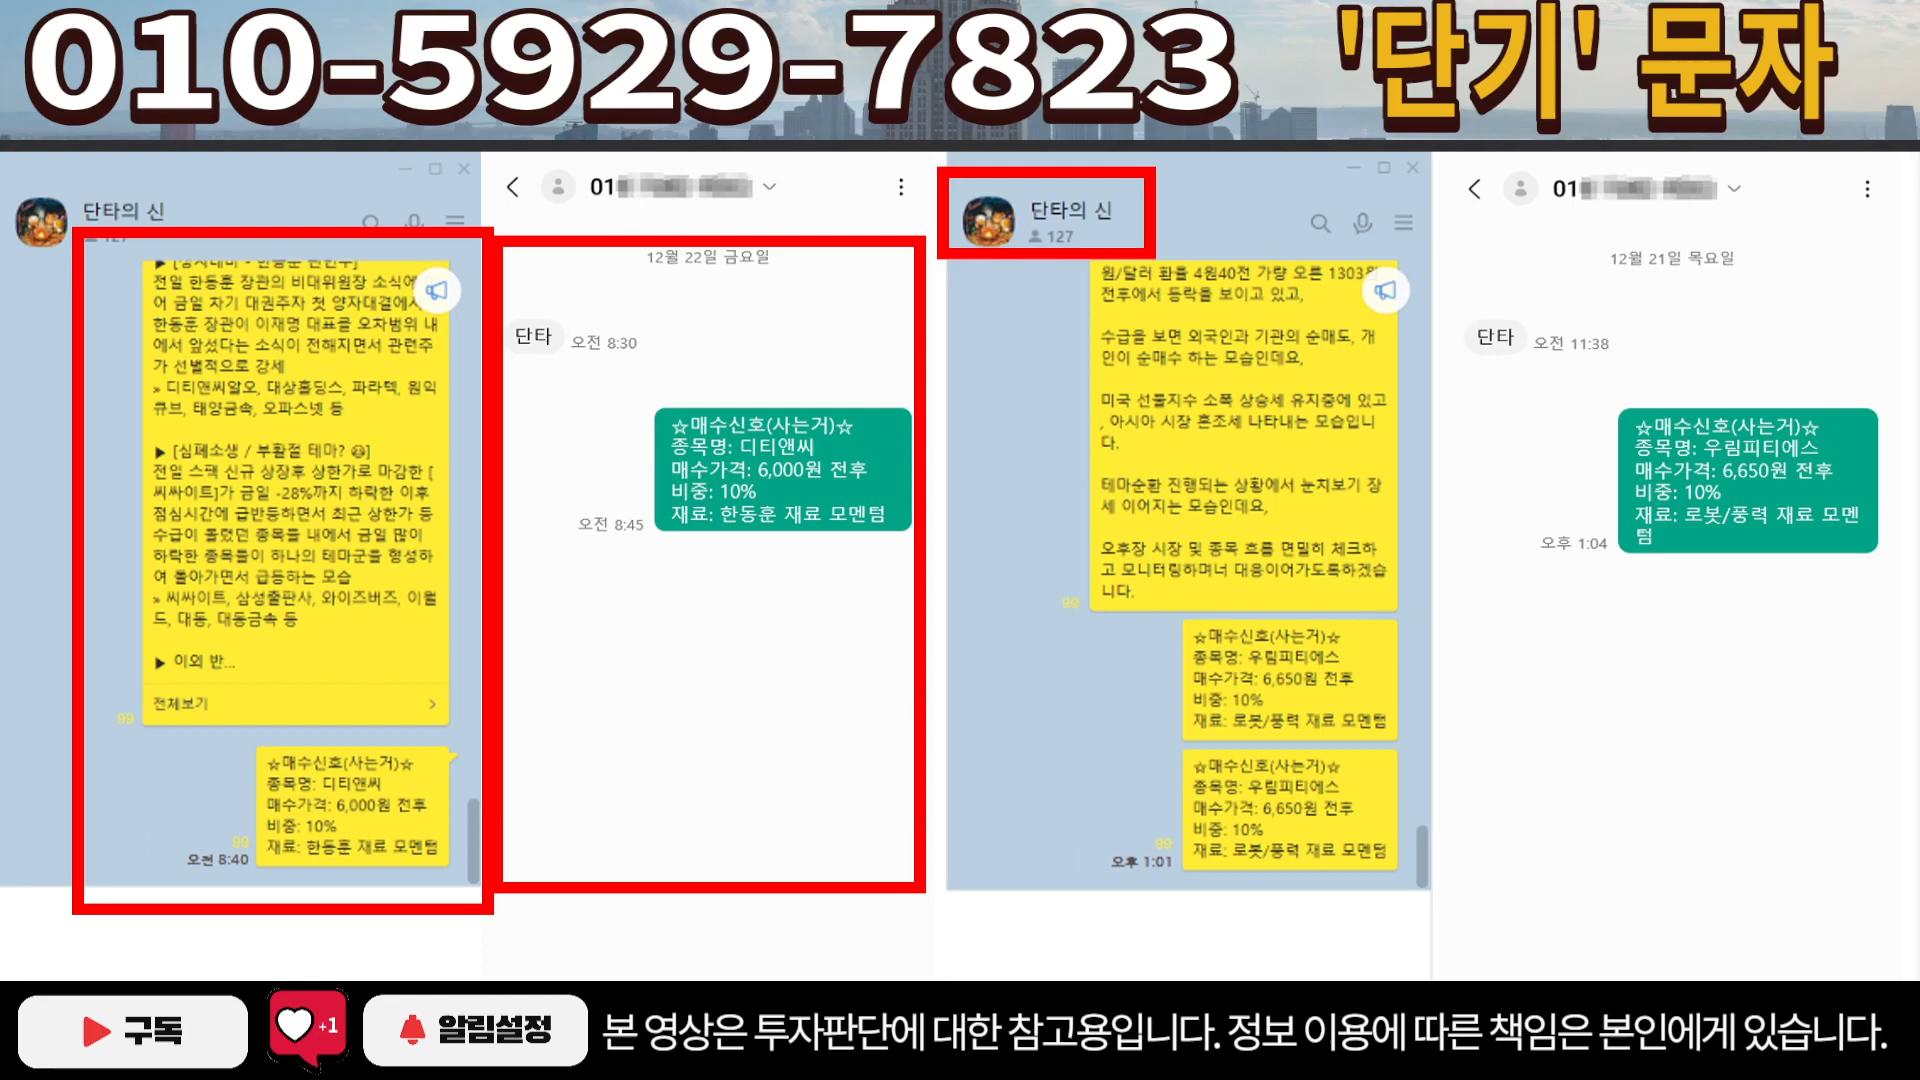 010-5929-7823 '단기' 문자
단타의 신
전일 한동훈 장관의 비대위원장 소식에
어 금일 차기 대권주자 첫 양자대결에서
한동훈 장관이 이재명 대표를 오차범위 내
에서 앞섰다는 소식이 전해지면서 관련주
가 선별적으로 강세
» 디티앤씨알오, 대상홀딩스, 파라텍, 원익
큐브, 태양금속, 오파스넷 등
▶ [심폐소생 / 부활절 테마? 😂]
전일 스팩 신규 상장후 상한가로 마감한 [
씨싸이트]가 금일 -28%까지 하락한 이후
점심시간에 급반등하면서 최근 상한가 등
수급이 몰렸던 종목들 내에서 금일 많이
하락한 종목들이 하나의 테마군을 형성하
여 돌아가면서 급등하는 모습
» 씨싸이트, 삼성출판사, 와이즈버즈, 이월
드, 대동, 대동금속 등
▶ 이외 반...
전체보기
99
☆매수신호(사는거)☆
종목명: 디티앤씨
매수가격: 6,000원 전후
비중: 10%
재료: 한동훈 재료 모멘텀
99
오전 8:40
01
12월 22일 금요일
단타
오전 8:30
☆매수신호(사는거)☆
종목명: 디티앤씨
매수가격: 6,000원 전후
비중: 10%
재료: 한동훈 재료 모멘텀
오전 8:45
단타의 신
127
원/달러 환율 4원40전 가량 오른 1303원
전후에서 등락을 보이고 있고,
수급을 보면 외국인과 기관의 순매도, 개
인이 순매수 하는 모습인데요,
미국 선물지수 소폭 상승세 유지중에 있고
, 아시아 시장 혼조세 나타내는 모습입니
다.
테마순환 진행되는 상황에서 눈치보기 장
세 이어지는 모습인데요,
오후장 시장 및 종목 흐름 면밀히 체크하
고 모니터링하며너 대응이어가도록하겠습
니다.
99
☆매수신호(사는거)☆
종목명: 우림피티에스
매수가격: 6,650원 전후
비중: 10%
재료: 로봇/풍력 재료 모멘텀
☆매수신호(사는거)☆
종목명: 우림피티에스
매수가격: 6,650원 전후
비중: 10%
재료: 로봇/풍력 재료 모멘텀
99
오후 1:01
01
12월 21일 목요일
단타
오전 11:38
☆매수신호(사는거)☆
종목명: 우림피티에스
매수가격: 6,650원 전후
비중: 10%
재료: 로봇/풍력 재료 모멘
텀
오후 1:04
구독
+1
알림설정
본 영상은 투자판단에 대한 참고용입니다. 정보 이용에 따른 책임은 본인에게 있습니다.